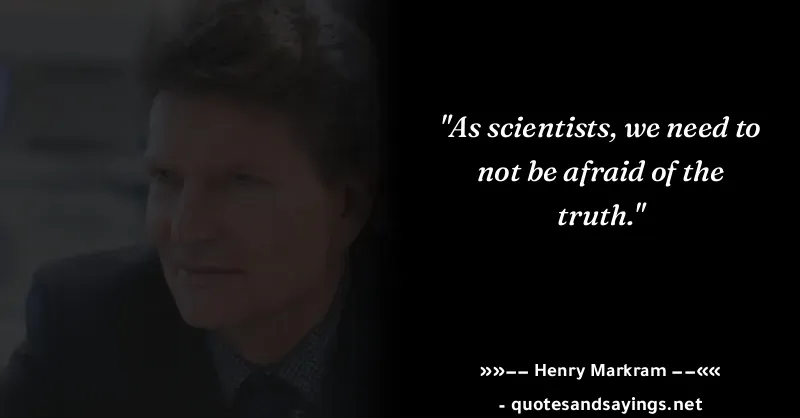 "As scientists, we need to
not be afraid of the
truth."
»»−− Henry Markram −−««
- quotesandsayings.net